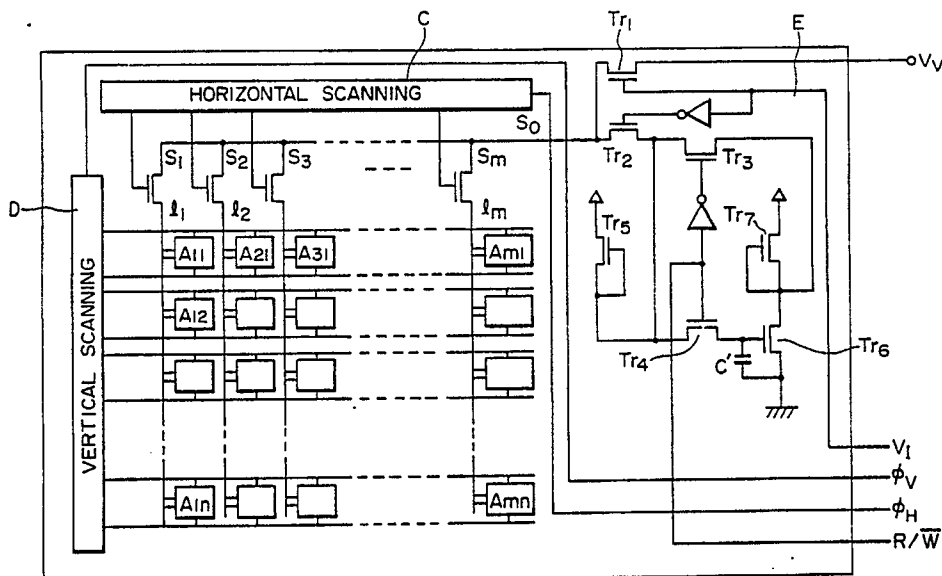 C
Tr1
E
VV
HORIZONTAL SCANNING
S0
S1
S2
S3
Sm
Tr2
Tr3
D
l1
l2
lm
Tr5
Tr7
A11
A21
A31
Am1
A12
Tr4
C'
Tr6
VERTICAL SCANNING
VI
ϕV
A1n
Amn
ϕH
R/W̅